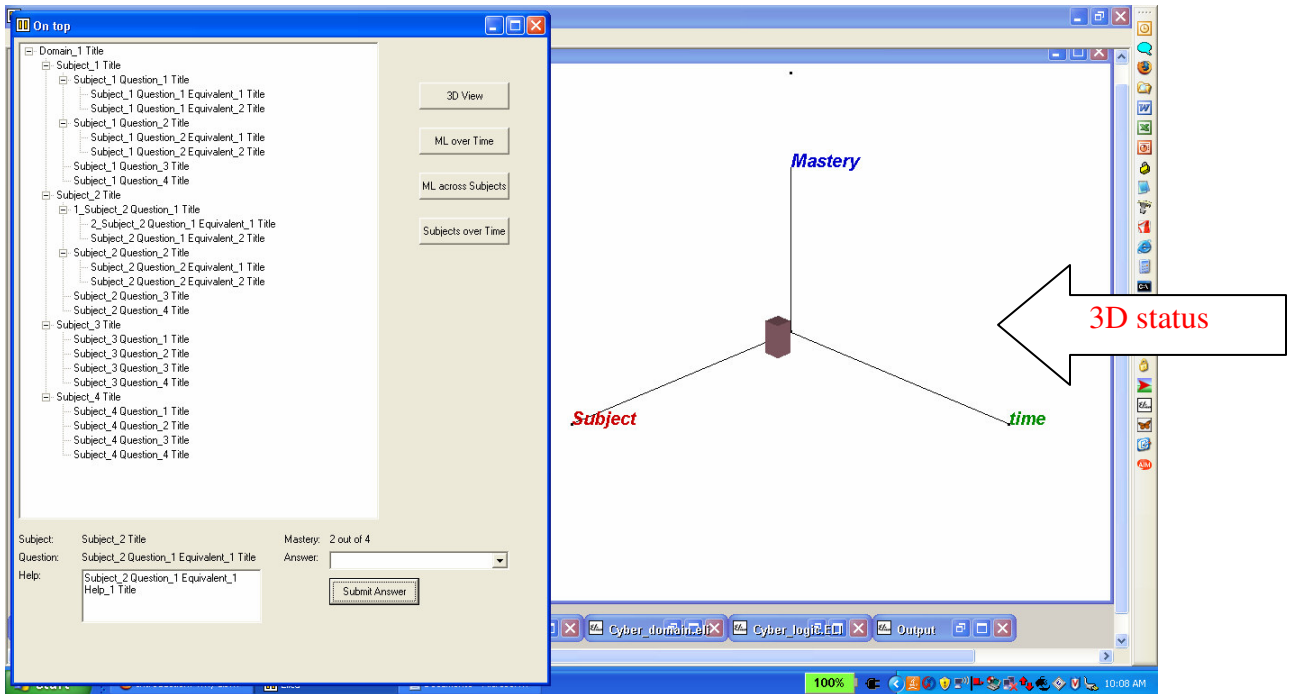 On top
Domain_1 Title
Subject_1 Title
Subject_1 Question_1 Title
Subject_1 Question_1 Equivalent_1 Title
Subject_1 Question_1 Equivalent_2 Title
Subject_1 Question_2 Title
Subject_1 Question_2 Equivalent_1 Title
Subject_1 Question_2 Equivalent_2 Title
Subject_1 Question_3 Title
Subject_1 Question_4 Title
Subject_2 Title
1_Subject_2 Question_1 Title
2_Subject_2 Question_1 Equivalent_1 Title
Subject_2 Question_1 Equivalent_2 Title
Subject_2 Question_2 Title
Subject_2 Question_2 Equivalent_1 Title
Subject_2 Question_2 Equivalent_2 Title
Subject_2 Question_3 Title
Subject_2 Question_4 Title
Subject_3 Title
Subject_3 Question_1 Title
Subject_3 Question_2 Title
Subject_3 Question_3 Title
Subject_3 Question_4 Title
Subject_4 Title
Subject_4 Question_1 Title
Subject_4 Question_2 Title
Subject_4 Question_3 Title
Subject_4 Question_4 Title
3D View
ML over Time
ML across Subjects
Subjects over Time
Subject: Subject_2 Title
Mastery: 2 out of 4
Question: Subject_2 Question_1 Equivalent_1 Title
Answer:
Help: Subject_2 Question_1 Equivalent_1
Help_1 Title
Submit Answer
Mastery
Subject
time
3D status
Cyber_domain.eli
Cyber_logic.ELI
Output
100%
10:08 AM